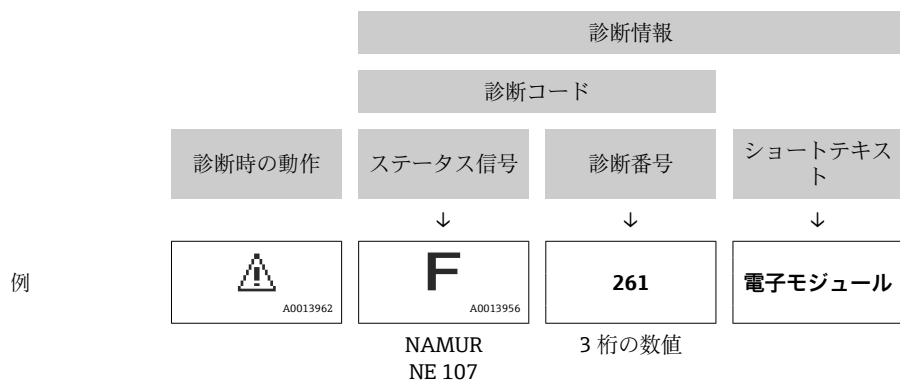 診断情報
診断コード
診断時の動作
ステータス信号
診断番号
ショートテキス
ト
↓
↓
↓
例
A0013962
F
A0013956
261
電子モジュール
NAMUR
NE 107
3 桁の数値